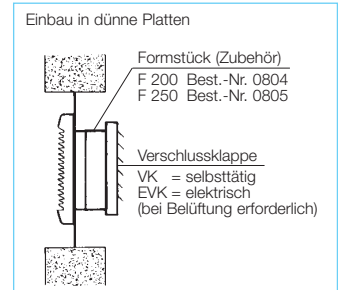 Einbau in dünne Platten
Formstück (Zubehör)
F 200 Best.-Nr. 0804
F 250 Best.-Nr. 0805
Verschlussklappe
VK = selbsttätig
EVK = elektrisch
(bei Belüftung erforderlich)